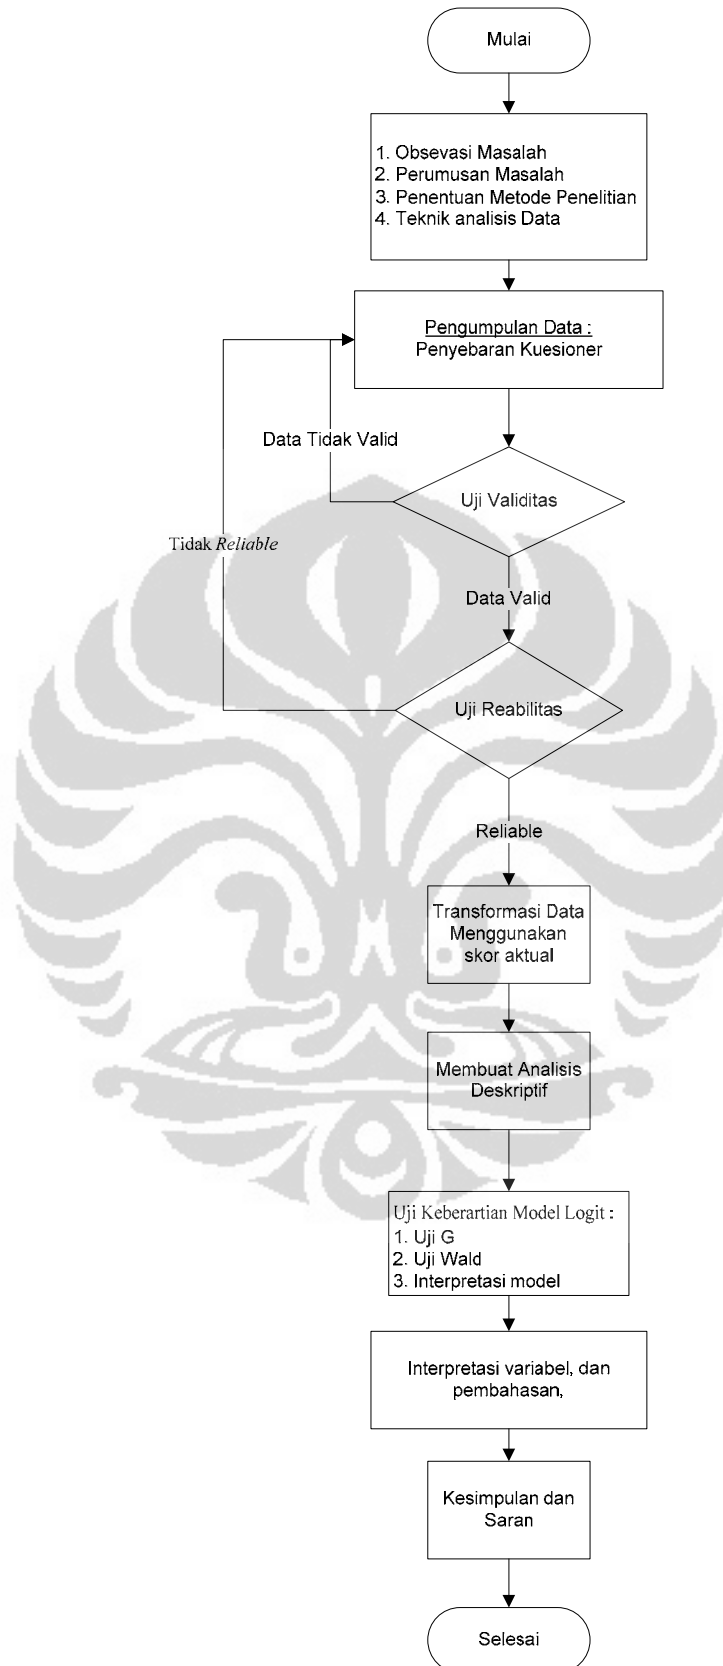 Mulai
1. Obsevasi Masalah
2. Perumusan Masalah
3. Penentuan Metode Penelitian
4. Teknik analisis Data
Pengumpulan Data :
Penyebaran Kuesioner
Data Tidak Valid
Uji Validitas
Tidak Reliable
Data Valid
Uji Reabilitas
Reliable
Transformasi Data
Menggunakan
skor aktual
Membuat Analisis
Deskriptif
Uji Keberartian Model Logit :
1. Uji G
2. Uji Wald
3. Interpretasi model
Interpretasi variabel, dan
pembahasan,
Kesimpulan dan
Saran
Selesai